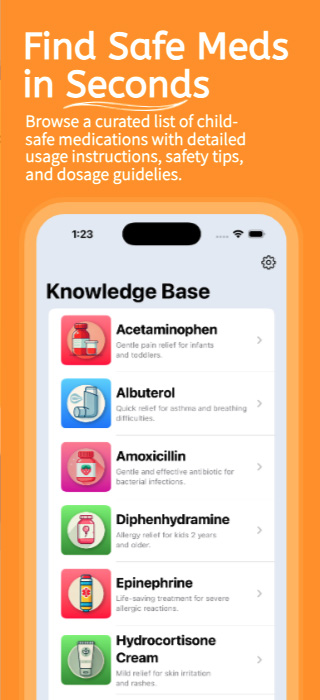 Find Safe Meds
in Seconds
Browse a curated list of child-
safe medications with detailed
usage instructions, safety tips,
and dosage guidelies.
1:23
Knowledge Base
Acetaminophen
Gentle pain relief for infants
and toddlers.
Albuterol
Quick relief for asthma and breathing
difficulties.
Amoxicillin
Gentle and effective antibiotic for
bacterial infections.
Diphenhydramine
Allergy relief for kids 2 years
and older.
Epinephrine
Life-saving treatment for severe
allergic reactions.
Hydrocortisone
Cream
Mild relief for skin irritation
and rashes.